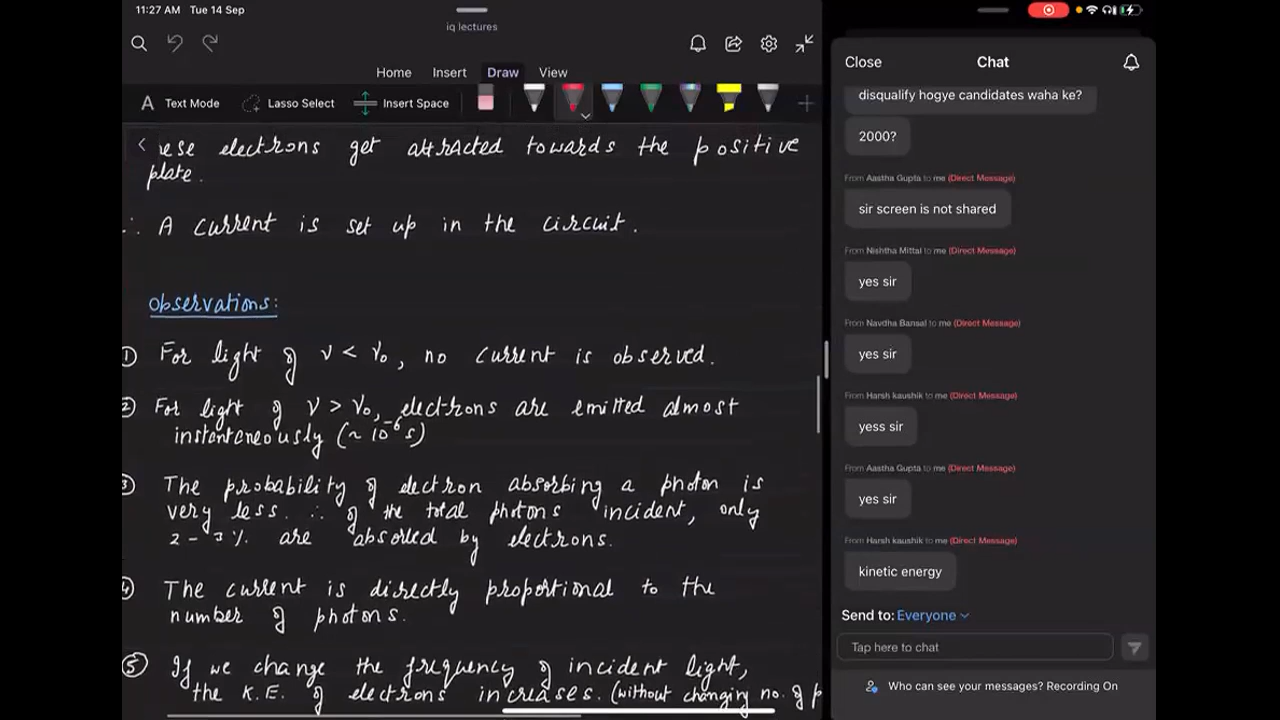 11:27 AM Tue 14 Sep
iq lectures
Home Insert Draw View
A Text Mode Lasso Select Insert Space
ese electrons get attracted towards the positive
plate.
∴ A current is set up in the circuit.
Observations:
① For light of ν < ν₀, no current is observed.
② For light of ν > ν₀, electrons are emitted almost
instantaneously (~ 10⁻⁶ s)
③ The probability of electron absorbing a photon is
very less. ∴ of the total photons incident, only
2 - 3 % are absorbed by electrons.
④ The current is directly proportional to the
number of photons.
⑤ If we change the frequency of incident light,
the K.E. of electrons increases. (without changing no. of p
Close Chat
disqualify hogye candidates waha ke?
2000?
From Aastha Gupta to me (Direct Message)
sir screen is not shared
From Nishtha Mittal to me (Direct Message)
yes sir
From Navdha Bansal to me (Direct Message)
yes sir
From Harsh kaushik to me (Direct Message)
yess sir
From Aastha Gupta to me (Direct Message)
yes sir
From Harsh kaushik to me (Direct Message)
kinetic energy
Send to: Everyone
Tap here to chat
Who can see your messages? Recording On